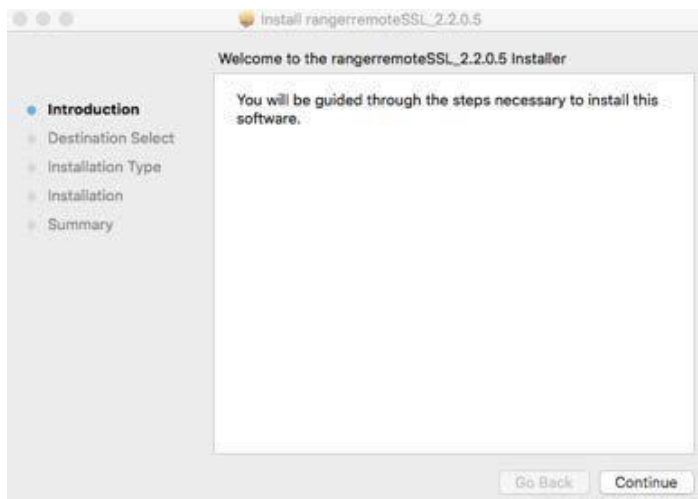 Install rangerremoteSSL_2.2.0.5
Welcome to the rangerremoteSSL_2.2.0.5 Installer
Introduction
Destination Select
Installation Type
Installation
Summary
You will be guided through the steps necessary to install this
software.
Go Back
Continue